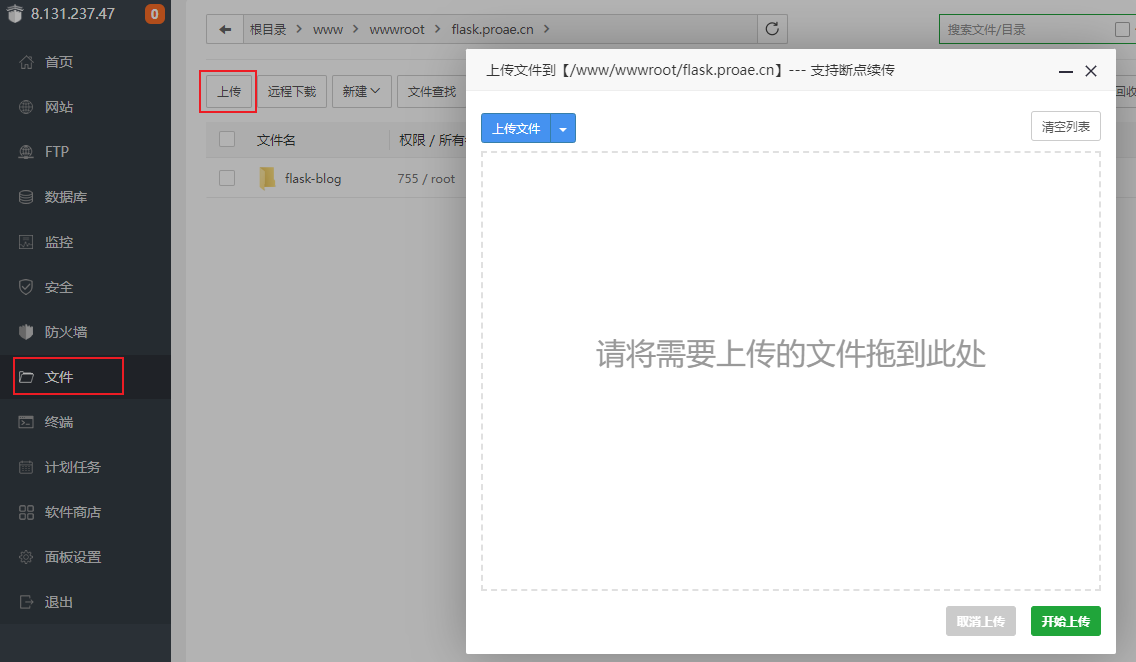 8.131.237.47 0
首页
网站
FTP
数据库
监控
安全
防火墙
文件
终端
计划任务
软件商店
面板设置
退出
根目录 www wwwroot flask.proae.cn
搜索文件/目录
上传 远程下载 新建 文件查找
回收
文件名 权限 / 所有
flask-blog 755 / root
上传文件到【/www/wwwroot/flask.proae.cn】--- 支持断点续传
上传文件 清空列表
请将需要上传的文件拖到此处
取消上传 开始上传